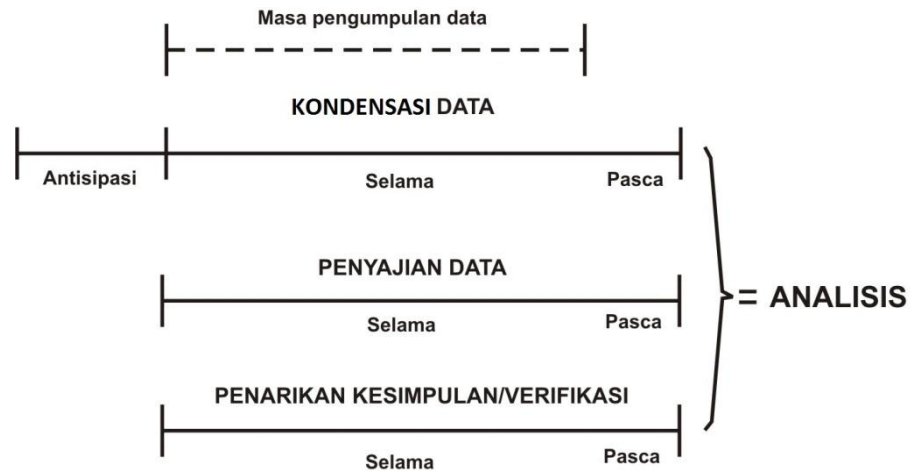 Masa pengumpulan data
KONDENSASI DATA
Antisipasi Selama Pasca
PENYAJIAN DATA
Selama Pasca
= ANALISIS
PENARIKAN KESIMPULAN/VERIFIKASI
Selama Pasca